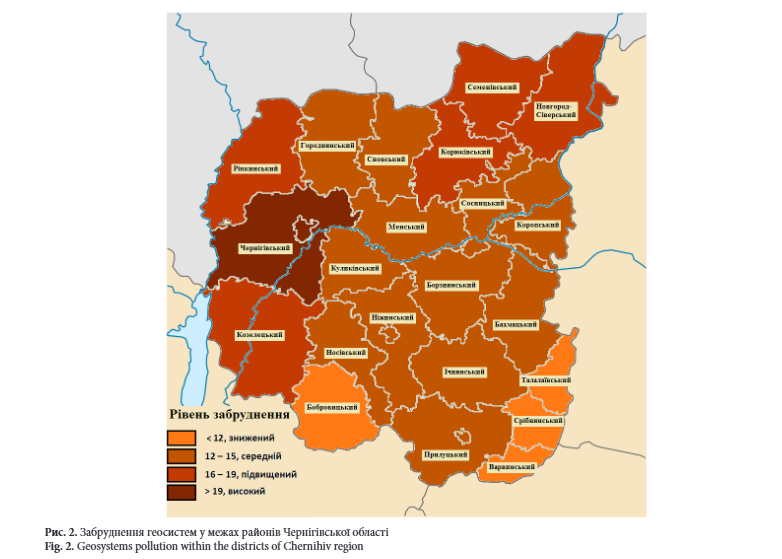 Семенівський
Новгород-
Сіверський
Городнянський
Сновський
Корюківський
Ріпкинський
Сосницький
Менський
Коропський
Чернігівський
Куликівський
Борзнянський
Ніжинський
Бахмацький
Козелецький
Носівський
Ічнянський
Талалаївський
Бобровицький
Срібнянський
Прилуцький
Варвинський
Рівень забруднення
< 12, знижений
12 – 15, середній
16 – 19, підвищений
> 19, високий
Рис. 2. Забруднення геосистем у межах районів Чернігівської області
Fig. 2. Geosystems pollution within the districts of Chernihiv region